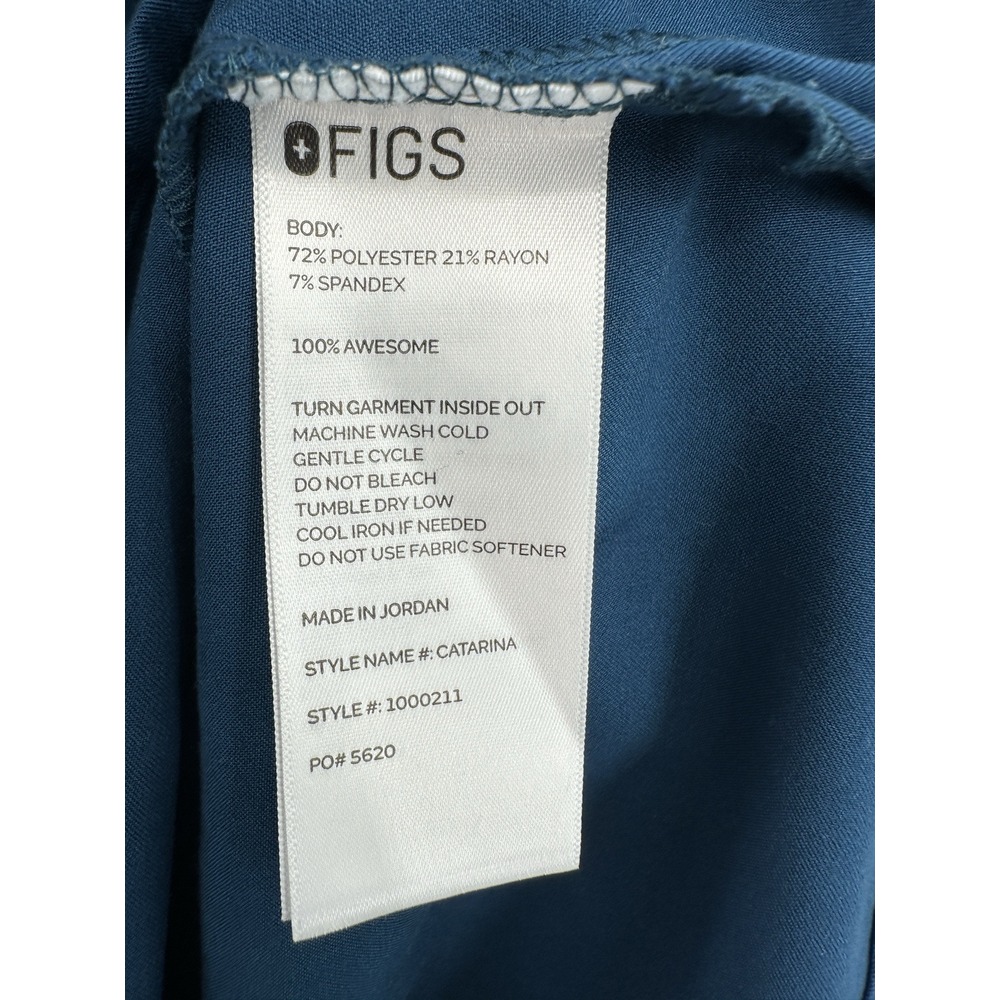 FIGS
BODY:
72% POLYESTER 21% RAYON
7% SPANDEX
100% AWESOME
TURN GARMENT INSIDE OUT
MACHINE WASH COLD
GENTLE CYCLE
DO NOT BLEACH
TUMBLE DRY LOW
COOL IRON IF NEEDED
DO NOT USE FABRIC SOFTENER
MADE IN JORDAN
STYLE NAME #: CATARINA
STYLE #: 1000211
PO# 5620